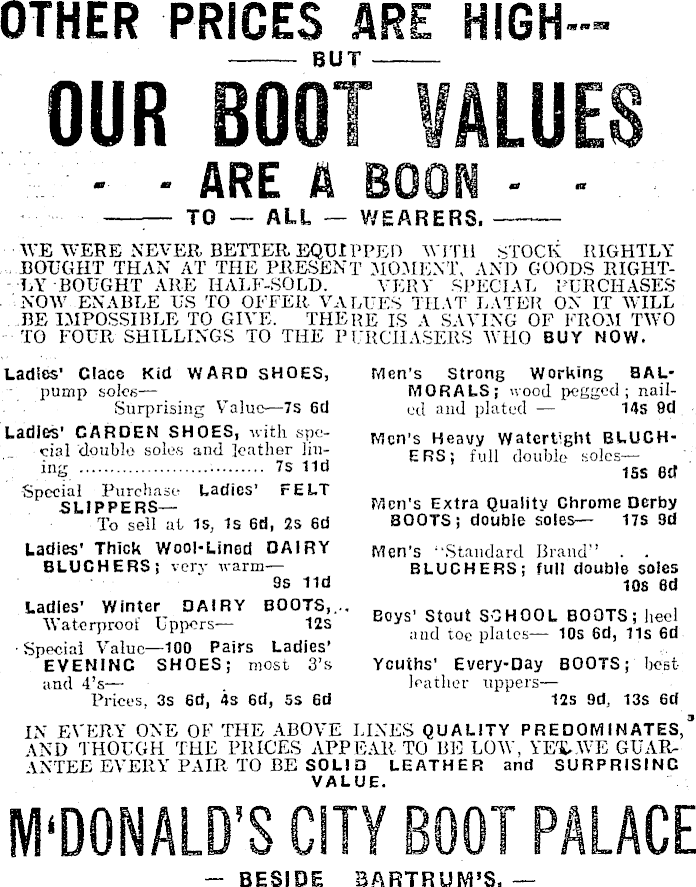 OTHER PRICES ARE HIGH---
BUT
OUR BOOT VALUES
- - ARE A BOON - -
TO — ALL — WEARERS.
WE WERE NEVER BETTER EQUIPPED WITH STOCK RIGHTLY
BOUGHT THAN AT THE PRESENT MOMENT, AND GOODS RIGHT-
LY BOUGHT ARE HALF-SOLD. VERY SPECIAL PURCHASES
NOW ENABLE US TO OFFER VALUES THAT LATER ON IT WILL
BE IMPOSSIBLE TO GIVE. THERE IS A SAVING OF FROM TWO
TO FOUR SHILLINGS TO THE PURCHASERS WHO BUY NOW.
Ladies' Glace Kid WARD SHOES,
pump soles—
Surprising Value—7s 6d
Ladies' GARDEN SHOES, with spe-
cial double soles and leather lin-
ing ............................ 7s 11d
Special Purchase Ladies' FELT
SLIPPERS—
To sell at 1s, 1s 6d, 2s 6d
Ladies' Thick Wool-Lined DAIRY
BLUCHERS; very warm—
9s 11d
Ladies' Winter DAIRY BOOTS,
Waterproof Uppers— 12s
Special Value—100 Pairs Ladies'
EVENING SHOES; most 3's
and 4's—
Prices, 3s 6d, 4s 6d, 5s 6d
Men's Strong Working BAL-
MORALS; wood pegged; nail-
ed and plated — 14s 9d
Men's Heavy Watertight BLUCH-
ERS; full double soles—
15s 6d
Men's Extra Quality Chrome Derby
BOOTS; double soles— 17s 9d
Men's "Standard Brand" . .
BLUCHERS; full double soles
10s 6d
Boys' Stout SCHOOL BOOTS; heel
and toe plates— 10s 6d, 11s 6d
Youths' Every-Day BOOTS; best
leather uppers—
12s 9d, 13s 6d
IN EVERY ONE OF THE ABOVE LINES QUALITY PREDOMINATES,
AND THOUGH THE PRICES APPEAR TO BE LOW, YET WE GUAR-
ANTEE EVERY PAIR TO BE SOLID LEATHER and SURPRISING
VALUE.
M'DONALD'S CITY BOOT PALACE
— BESIDE BARTRUM'S. —